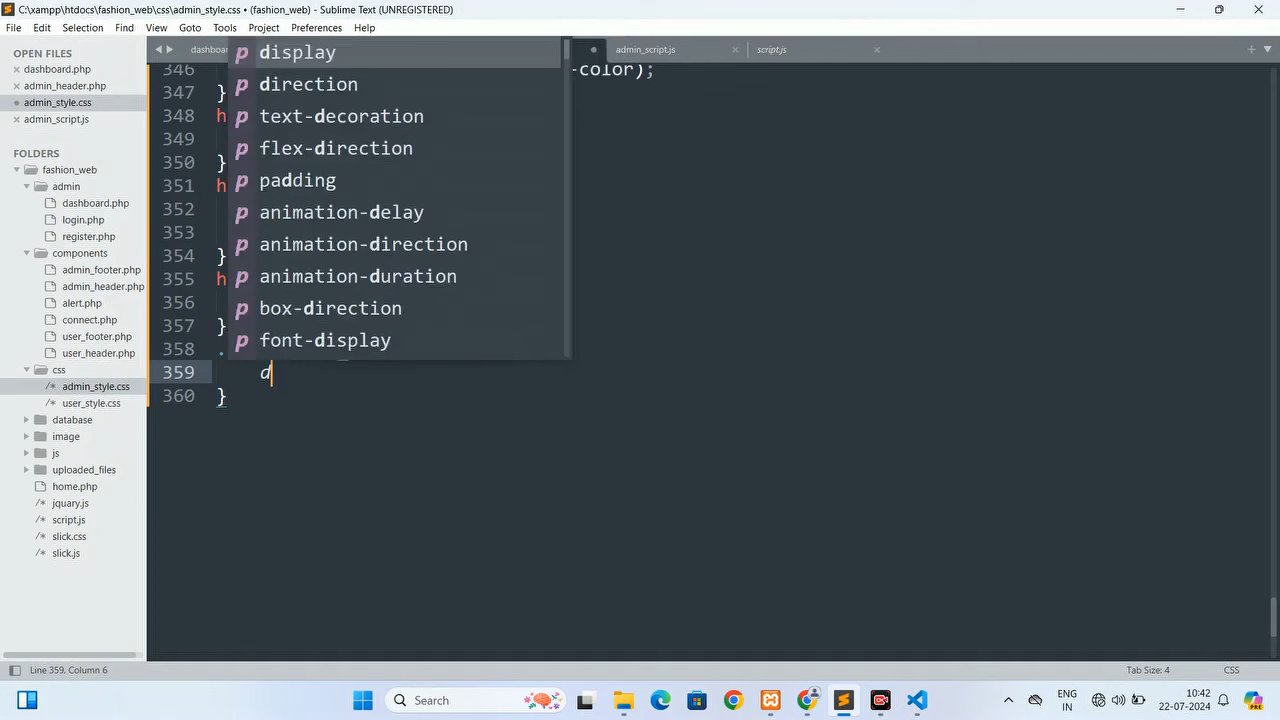 C:\xampp\htdocs\fashion_web\css\admin_style.css • (fashion_web) - Sublime Text (UNREGISTERED)
File Edit Selection Find View Goto Tools Project Preferences Help
OPEN FILES
dashboard.php
admin_header.php
admin_style.css
admin_script.js
FOLDERS
fashion_web
admin
dashboard.php
login.php
register.php
components
admin_footer.php
admin_header.php
alert.php
connect.php
user_footer.php
user_header.php
css
admin_style.css
user_style.css
database
image
js
uploaded_files
home.php
jquary.js
script.js
slick.css
slick.js
dashboar
admin_script.js
script.js
346 -color);
347 }
348 h
349
350 }
351 h
352
353
354 }
355 h
356
357 }
358 .
359 d
360 }
p display
p direction
p text-decoration
p flex-direction
p padding
p animation-delay
p animation-direction
p animation-duration
p box-direction
p font-display
Line 359, Column 6
Tab Size: 4
CSS
Search
ENG
IN
10:42
22-07-2024
PRE